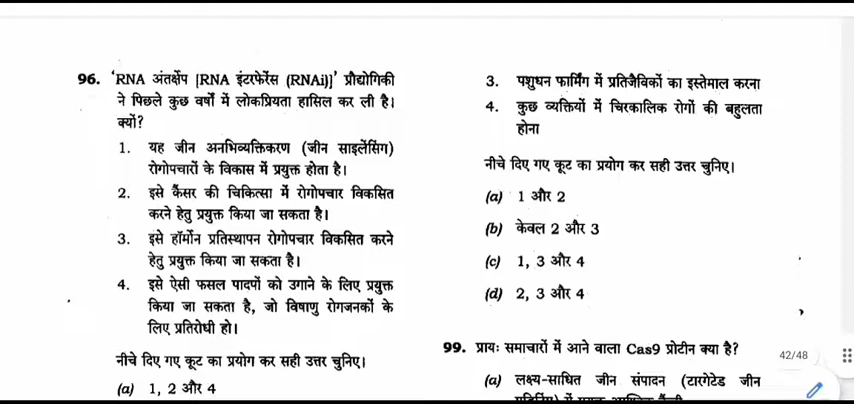 96. 'RNA अंतर्क्षेप [RNA इंटरफेरेंस (RNAi)]' प्रौद्योगिकी
ने पिछले कुछ वर्षों में लोकप्रियता हासिल कर ली है।
क्यों?
1. यह जीन अनभिव्यक्तिकरण (जीन साइलेंसिंग)
रोगोपचारों के विकास में प्रयुक्त होता है।
2. इसे कैंसर की चिकित्सा में रोगोपचार विकसित
करने हेतु प्रयुक्त किया जा सकता है।
3. इसे हॉर्मोन प्रतिस्थापन रोगोपचार विकसित करने
हेतु प्रयुक्त किया जा सकता है।
4. इसे ऐसी फसल पादपों को उगाने के लिए प्रयुक्त
किया जा सकता है, जो विषाणु रोगजनकों के
लिए प्रतिरोधी हो।
नीचे दिए गए कूट का प्रयोग कर सही उत्तर चुनिए।
(a) 1, 2 और 4
3. पशुधन फार्मिंग में प्रतिजैविकों का इस्तेमाल करना
4. कुछ व्यक्तियों में चिरकालिक रोगों की बहुलता
होना
नीचे दिए गए कूट का प्रयोग कर सही उत्तर चुनिए।
(a) 1 और 2
(b) केवल 2 और 3
(c) 1, 3 और 4
(d) 2, 3 और 4
99. प्रायः समाचारों में आने वाला Cas9 प्रोटीन क्या है?
(a) लक्ष्य-साधित जीन संपादन (टारगेटेड जीन
42/48